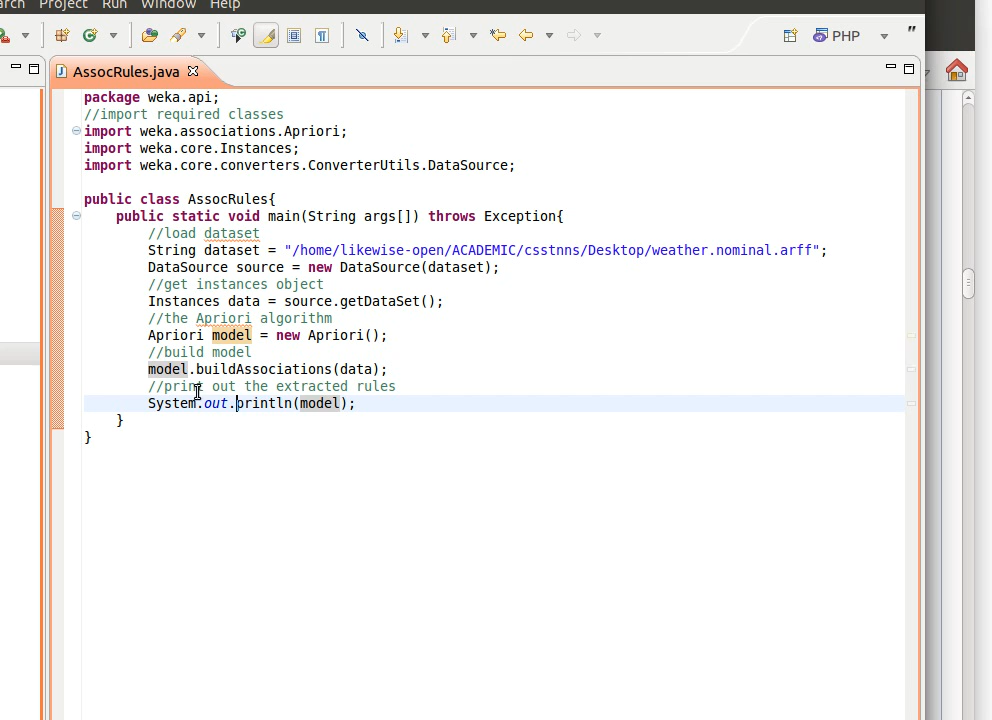 arch Project Run Window Help
PHP
"
AssocRules.java
package weka.api;
//import required classes
import weka.associations.Apriori;
import weka.core.Instances;
import weka.core.converters.ConverterUtils.DataSource;
public class AssocRules{
public static void main(String args[]) throws Exception{
//load dataset
String dataset = "/home/likewise-open/ACADEMIC/csstnns/Desktop/weather.nominal.arff";
DataSource source = new DataSource(dataset);
//get instances object
Instances data = source.getDataSet();
//the Apriori algorithm
Apriori model = new Apriori();
//build model
model.buildAssociations(data);
//print out the extracted rules
System.out.println(model);
}
}